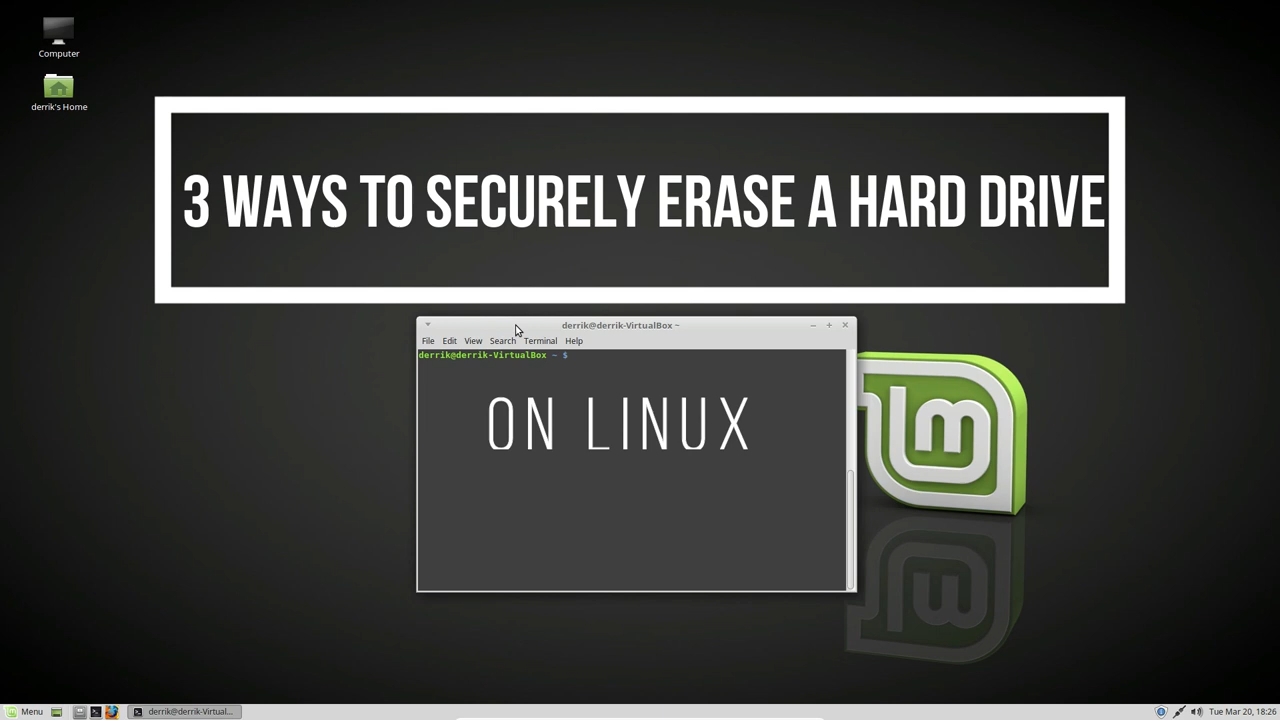 Computer
derrik's Home
3 WAYS TO SECURELY ERASE A HARD DRIVE
derrik@derrik-VirtualBox ~
File Edit View Search Terminal Help
derrik@derrik-VirtualBox ~ $
ON LINUX
Menu derrik@derrik-Virtual... Tue Mar 20, 18:26